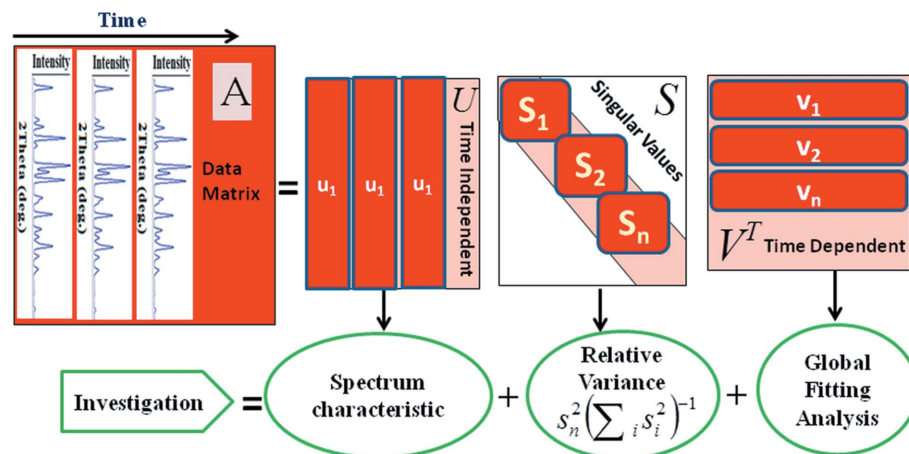 Time
Intensity
Intensity
Intensity
2Theta (deg.)
2Theta (deg.)
2Theta (deg.)
A
Data
Matrix
=
u₁
u₁
u₁
U
Time Independent
S₁
S₂
Sₙ
S
Singular Values
v₁
v₂
vₙ
Vᵀ Time Dependent
Investigation
=
Spectrum
characteristic
+
Relative
Variance
sₙ²(∑ ᵢ sᵢ²)⁻¹
+
Global
Fitting
Analysis